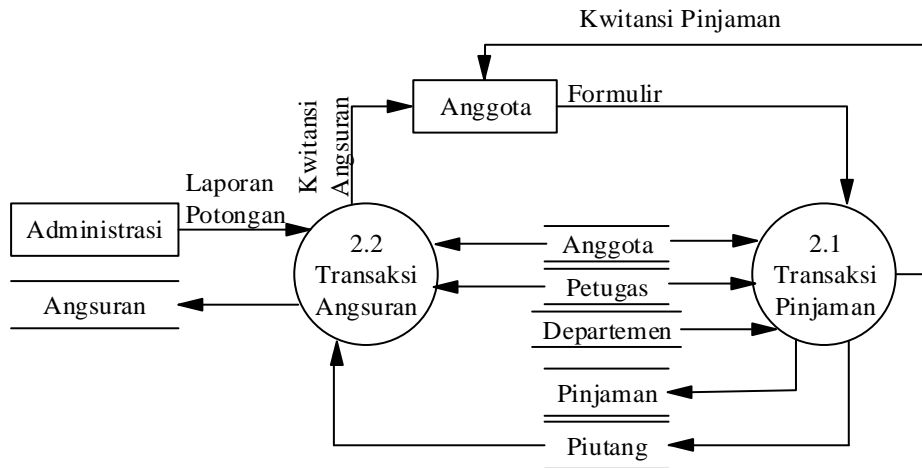 Kwitansi Pinjaman
Anggota
Formulir
Kwitansi
Angsuran
Laporan
Potongan
Administrasi
2.2
Transaksi
Angsuran
Anggota
Petugas
Departemen
Pinjaman
Piutang
2.1
Transaksi
Pinjaman
Angsuran